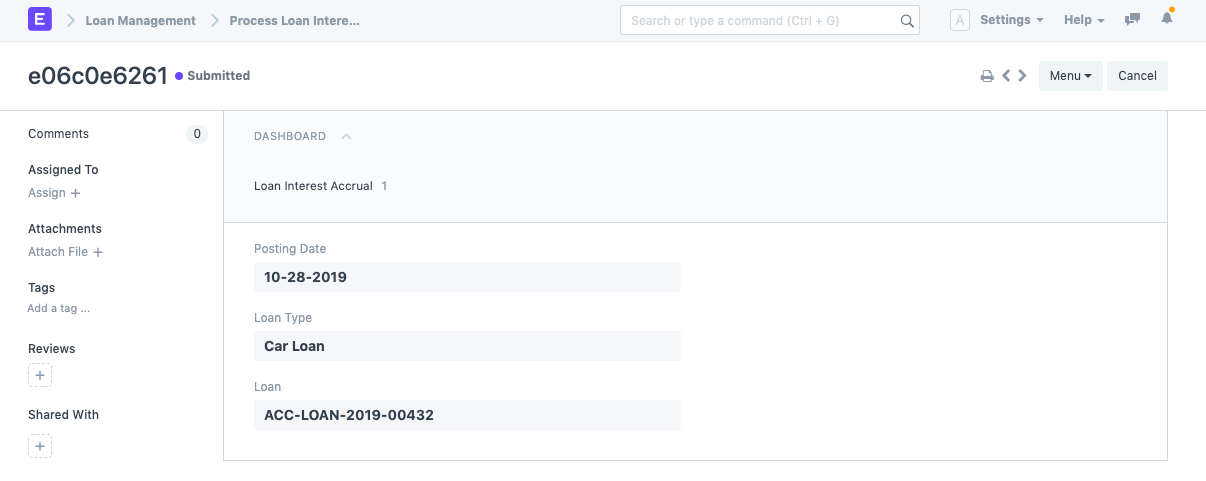 E Loan Management Process Loan Intere... Search or type a command (Ctrl + G) A Settings Help
e06c0e6261 Submitted Menu Cancel
Comments 0
Assigned To
Assign +
Attachments
Attach File +
Tags
Add a tag ...
Reviews
+
Shared With
+
DASHBOARD
Loan Interest Accrual 1
Posting Date
10-28-2019
Loan Type
Car Loan
Loan
ACC-LOAN-2019-00432